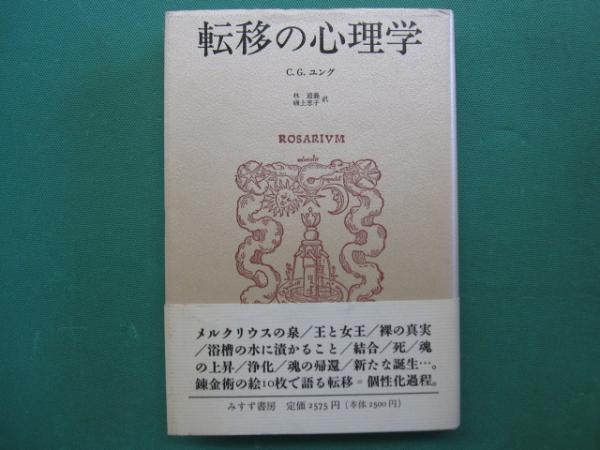 転移の心理学
C. G. ユング
林 道義
磯上恵子 訳
ROSARIVM
メルクリウスの泉／王と女王／裸の真実
／浴槽の水に漬かること／結合／死／魂
の上昇／浄化／魂の帰還／新たな誕生…。
錬金術の絵10枚で語る転移＝個性化過程。
みすず書房 定価2575円（本体2500円）